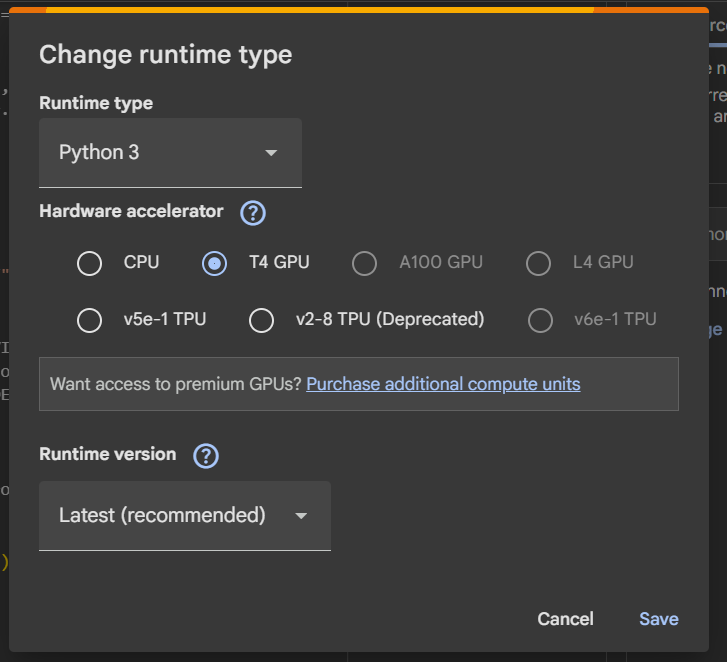 Change runtime type
Runtime type
Python 3
Hardware accelerator ?
CPU T4 GPU A100 GPU L4 GPU
v5e-1 TPU v2-8 TPU (Deprecated) v6e-1 TPU
Want access to premium GPUs? Purchase additional compute units
Runtime version ?
Latest (recommended)
Cancel Save